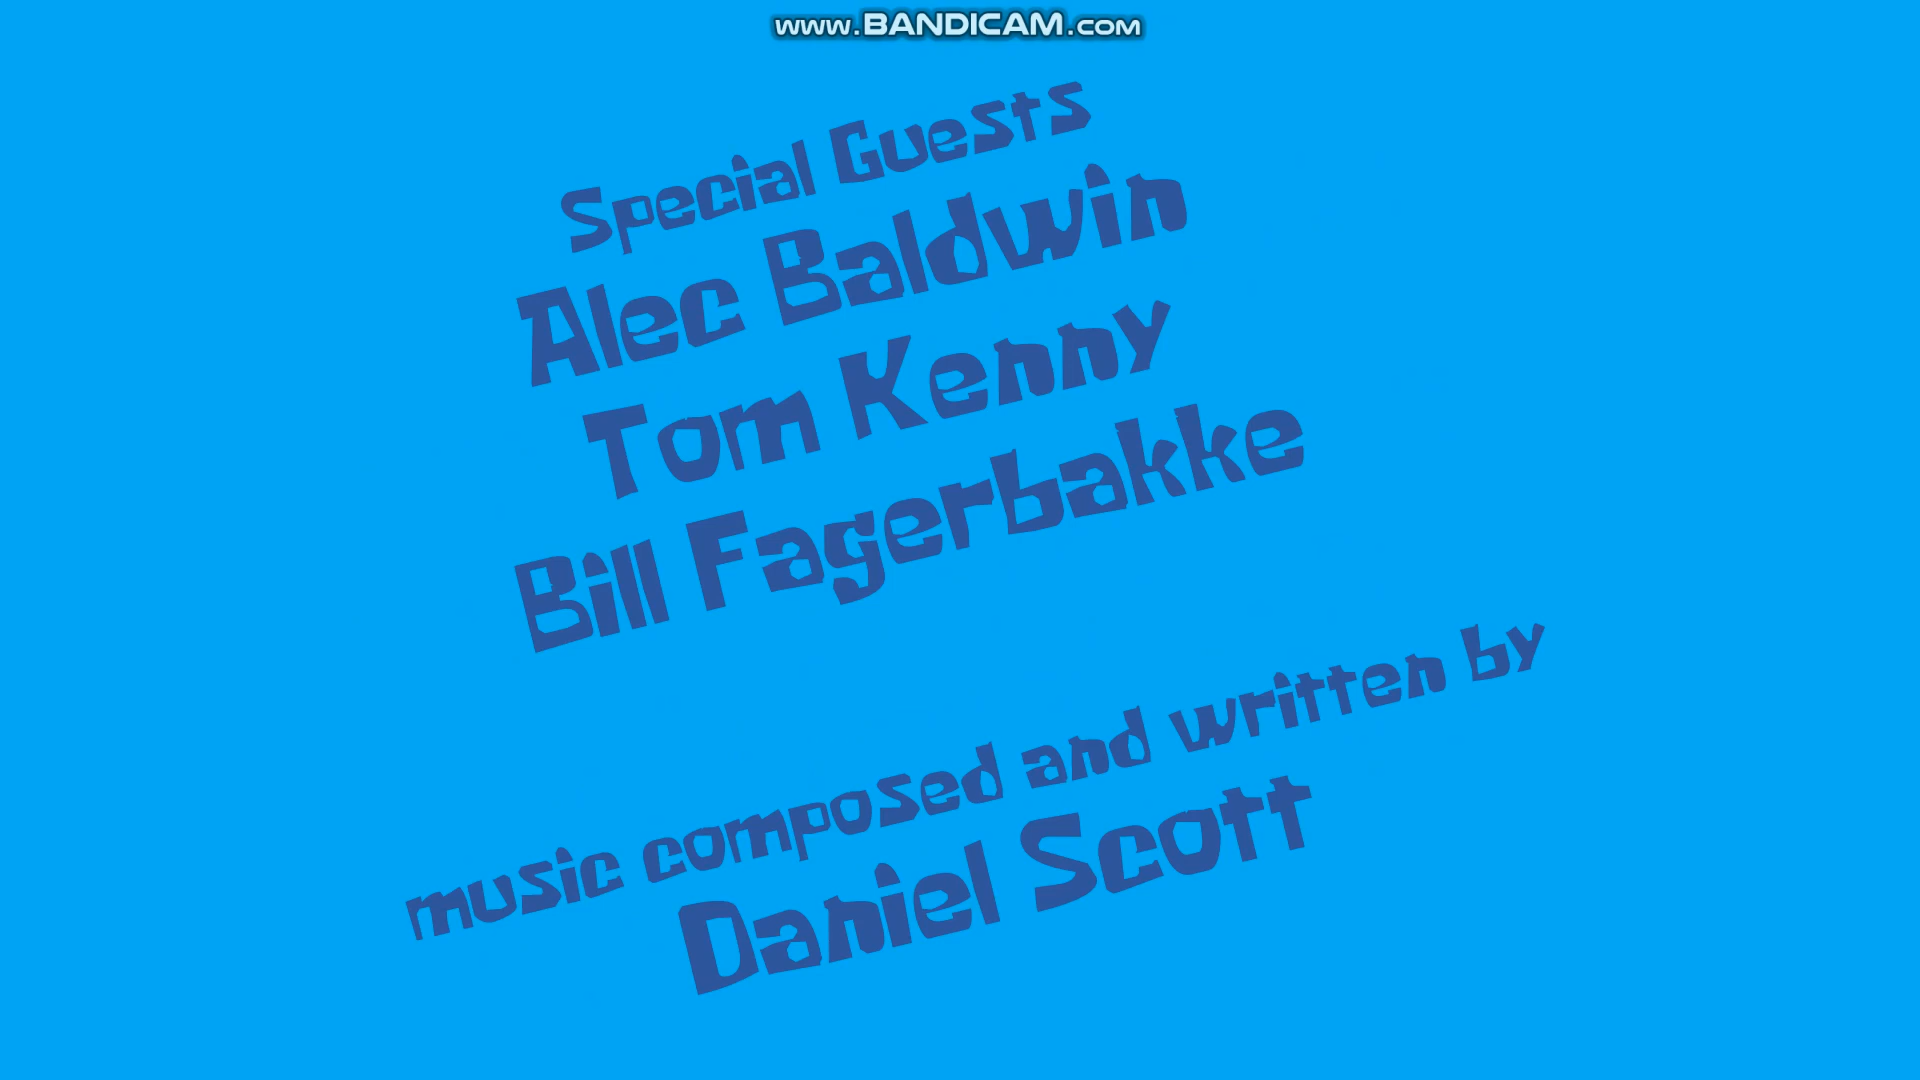 www.BANDICAM.com
Special Guests
Alec Baldwin
Tom Kenny
Bill Fagerbakke
music composed and written by
Daniel Scott